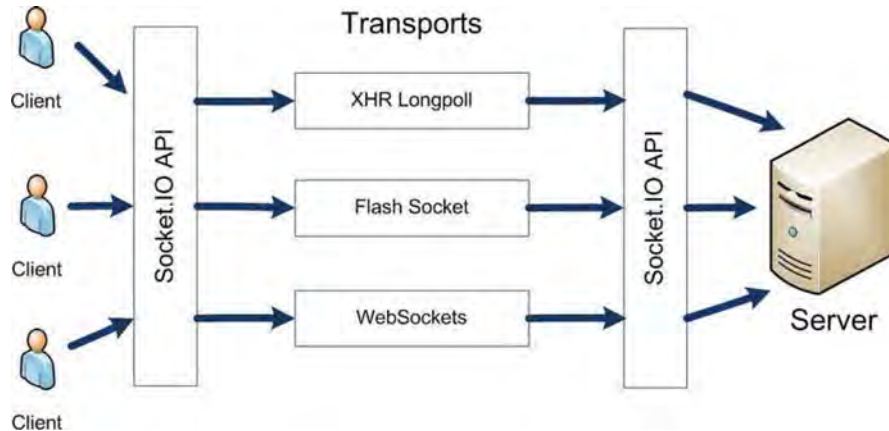 Transports
Client
Client
Client
Socket.IO API
XHR Longpoll
Flash Socket
WebSockets
Socket.IO API
Server